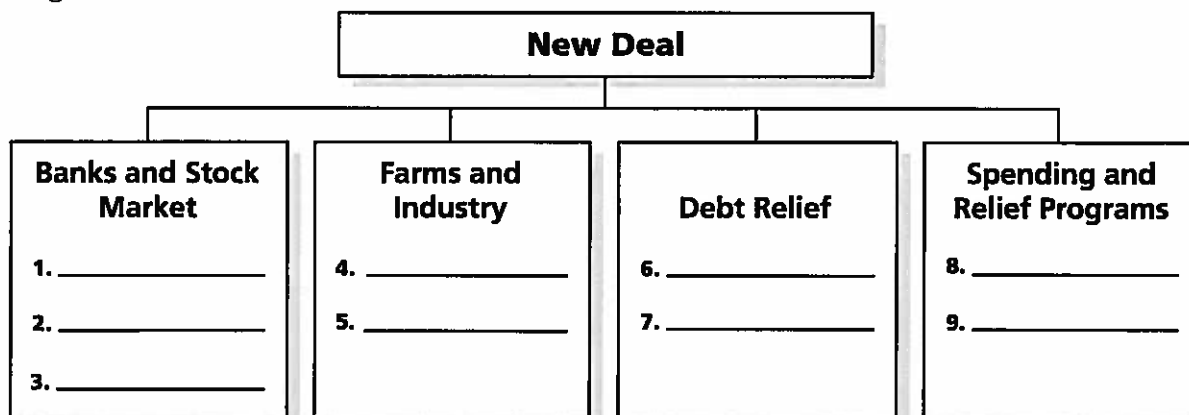 New Deal
Banks and Stock
Market
1.
2.
3.
Farms and
Industry
4.
5.
Debt Relief
6.
7.
Spending and
Relief Programs
8.
9.